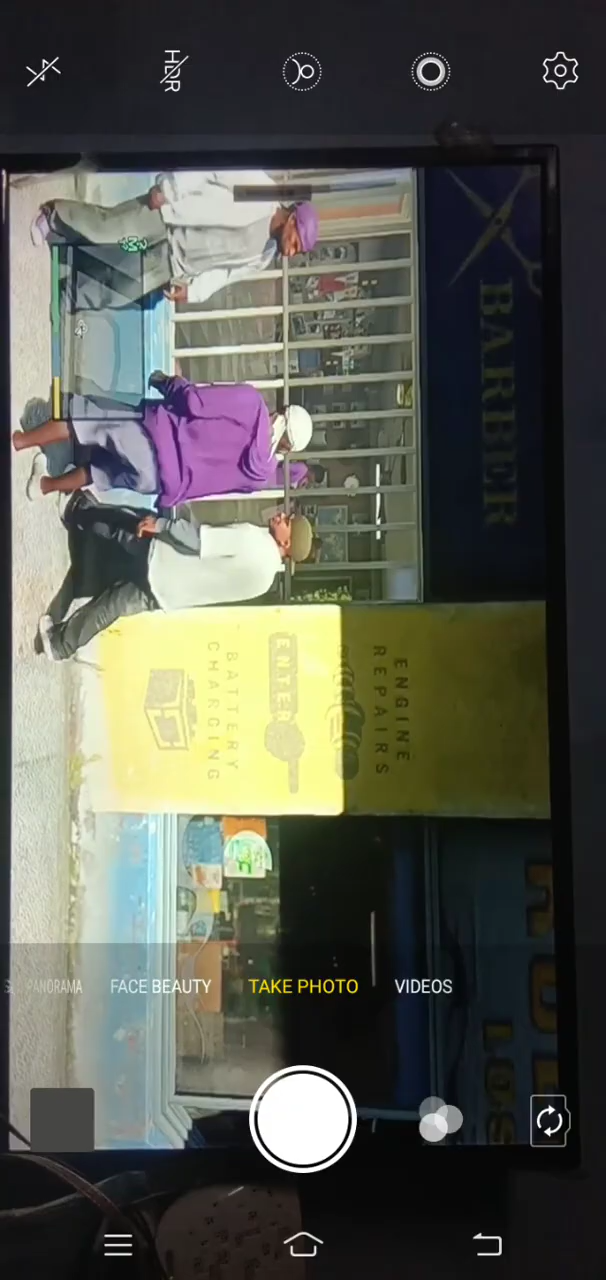 HDR
BARBER
ENGINE
REPAIRS
ENTER
BATTERY
CHARGING
PANORAMA
FACE BEAUTY
TAKE PHOTO
VIDEOS